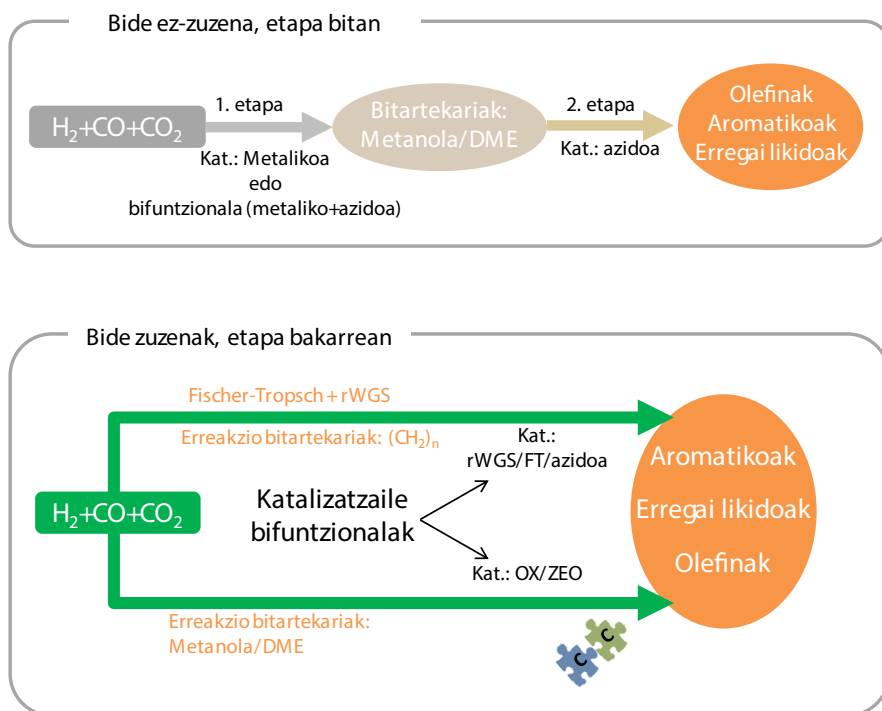 Bide ez-zuzena, etapa bitan
H₂+CO+CO₂
1. etapa
Kat.: Metalikoa
edo
bifuntzionala (metaliko+azidoa)
Bitartekariak:
Metanola/DME
2. etapa
Kat.: azidoa
Olefinak
Aromatikoak
Erregai likidoak
Bide zuzenak, etapa bakarrean
Fischer-Tropsch + rWGS
Erreakzio bitartekariak: (CH₂)ₙ
Kat.:
rWGS/FT/azidoa
H₂+CO+CO₂
Katalizatzaile
bifuntzionalak
Kat.: OX/ZEO
Aromatikoak
Erregai likidoak
Olefinak
Erreakzio bitartekariak:
Metanola/DME
C
C